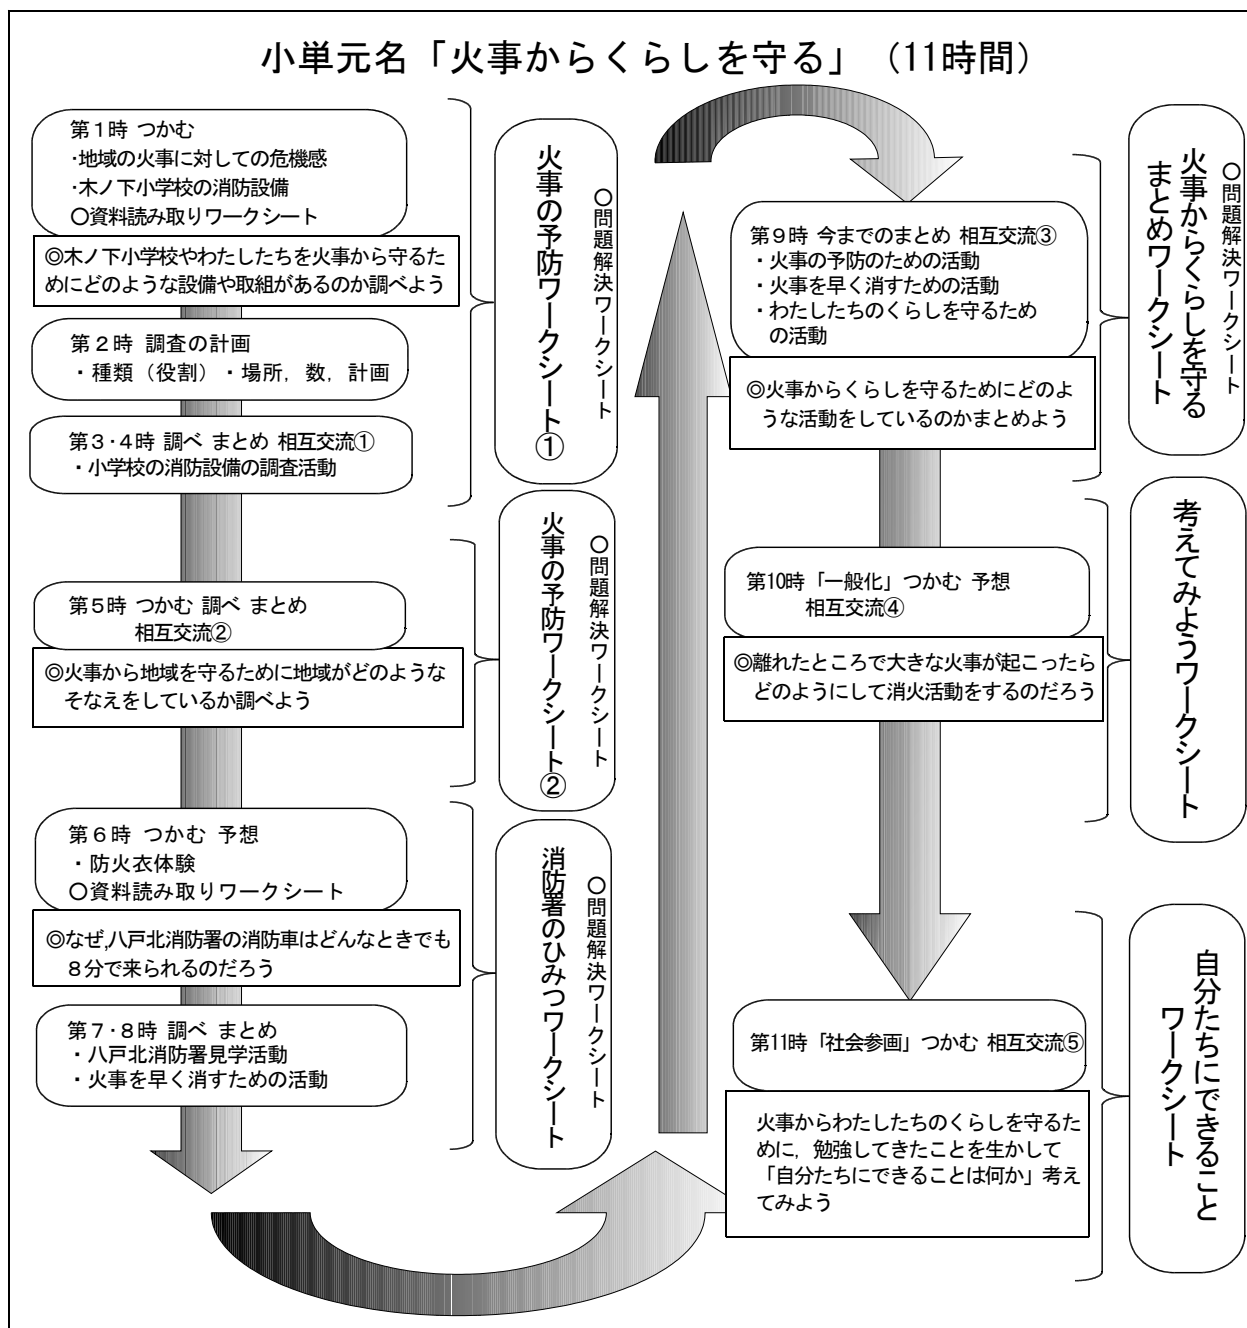 小単元名「火事からくらしを守る」（11時間）
第１時 つかむ
・地域の火事に対しての危機感
・木ノ下小学校の消防設備
○資料読み取りワークシート
◎木ノ下小学校やわたしたちを火事から守るた
めにどのような設備や取組があるのか調べよう
第２時 調査の計画
・種類（役割）・場所，数，計画
第３・４時 調べ まとめ 相互交流①
・小学校の消防設備の調査活動
○問題解決ワークシート
火事の予防ワークシート①
第５時 つかむ 調べ まとめ
相互交流②
◎火事から地域を守るために地域がどのような
そなえをしているか調べよう
○問題解決ワークシート
火事の予防ワークシート②
第６時 つかむ 予想
・防火衣体験
○資料読み取りワークシート
◎なぜ,八戸北消防署の消防車はどんなときでも
８分で来られるのだろう
第７・８時 調べ まとめ
・八戸北消防署見学活動
・火事を早く消すための活動
○問題解決ワークシート
消防署のひみつワークシート
第９時 今までのまとめ 相互交流③
・火事の予防のための活動
・火事を早く消すための活動
・わたしたちのくらしを守るため
の活動
◎火事からくらしを守るためにどのよ
うな活動をしているのかまとめよう
○問題解決ワークシート
火事からくらしを守る
まとめワークシート
第10時「一般化」つかむ 予想
相互交流④
◎離れたところで大きな火事が起こったら
どのようにして消火活動をするのだろう
考えてみようワークシート
第11時「社会参画」つかむ 相互交流⑤
火事からわたしたちのくらしを守るた
めに，勉強してきたことを生かして
「自分たちにできることは何か」考え
てみよう
自分たちにできること
ワークシート